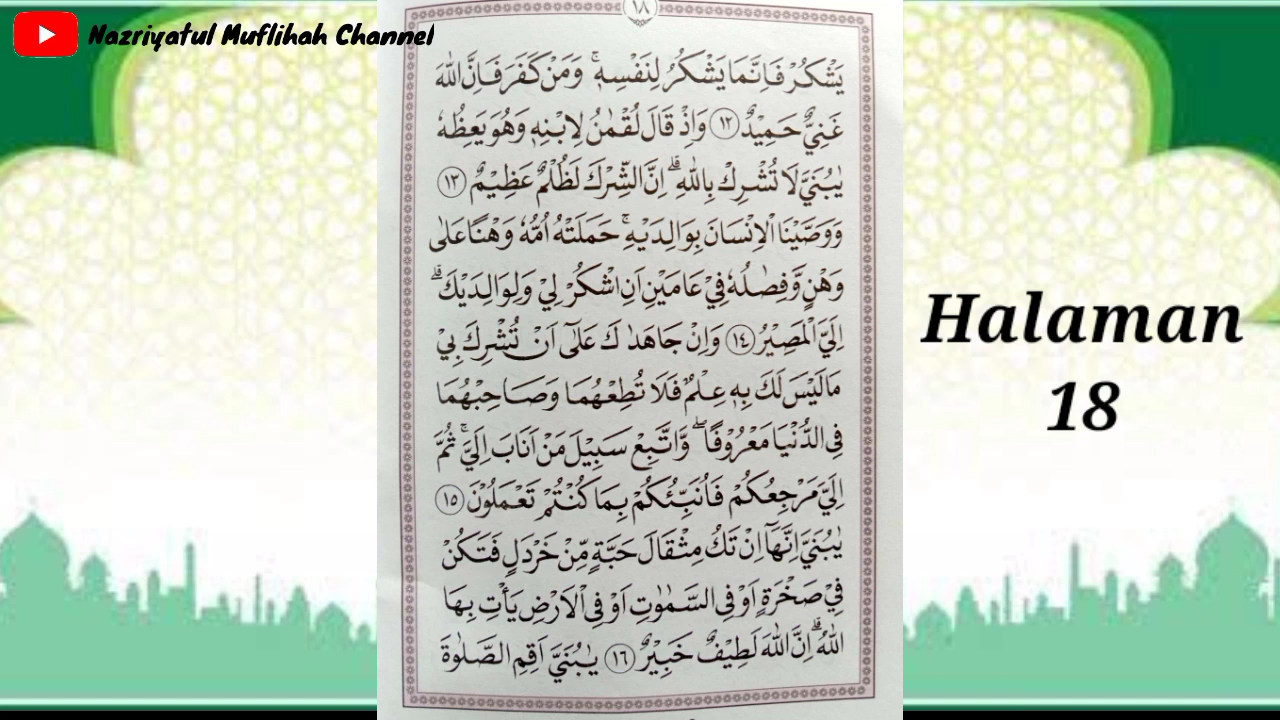 Nazriyatul Muflihah Channel
١٨
يَشْكُرْ فَاِنَّمَا يَشْكُرُ لِنَفْسِهٖۚ وَمَنْ كَفَرَ فَاِنَّ اللّٰهَ
غَنِيٌّ حَمِيْدٌ ١٢ وَاِذْ قَالَ لُقْمٰنُ لِابْنِهٖ وَهُوَ يَعِظُهٗ
يٰبُنَيَّ لَا تُشْرِكْ بِاللّٰهِۗ اِنَّ الشِّرْكَ لَظُلْمٌ عَظِيْمٌ ١٣
وَوَصَّيْنَا الْاِنْسَانَ بِوَالِدَيْهِۚ حَمَلَتْهُ اُمُّهٗ وَهْنًا عَلٰى
وَهْنٍ وَّفِصٰلُهٗ فِيْ عَامَيْنِ اَنِ اشْكُرْ لِيْ وَلِوَالِدَيْكَۗ
اِلَيَّ الْمَصِيْرُ ١٤ وَاِنْ جَاهَدٰكَ عَلٰٓى اَنْ تُشْرِكَ بِيْ
مَا لَيْسَ لَكَ بِهٖ عِلْمٌ فَلَا تُطِعْهُمَا وَصَاحِبْهُمَا
فِى الدُّنْيَا مَعْرُوْفًا ۖ وَّاتَّبِعْ سَبِيْلَ مَنْ اَنَابَ اِلَيَّۚ ثُمَّ
اِلَيَّ مَرْجِعُكُمْ فَاُنَبِّئُكُمْ بِمَا كُنْتُمْ تَعْمَلُوْنَ ١٥
يٰبُنَيَّ اِنَّهَآ اِنْ تَكُ مِثْقَالَ حَبَّةٍ مِّنْ خَرْدَلٍ فَتَكُنْ
فِيْ صَخْرَةٍ اَوْ فِى السَّمٰوٰتِ اَوْ فِى الْاَرْضِ يَأْتِ بِهَا
اللّٰهُۗ اِنَّ اللّٰهَ لَطِيْفٌ خَبِيْرٌ ١٦ يٰبُنَيَّ اَقِمِ الصَّلٰوةَ
Halaman
18